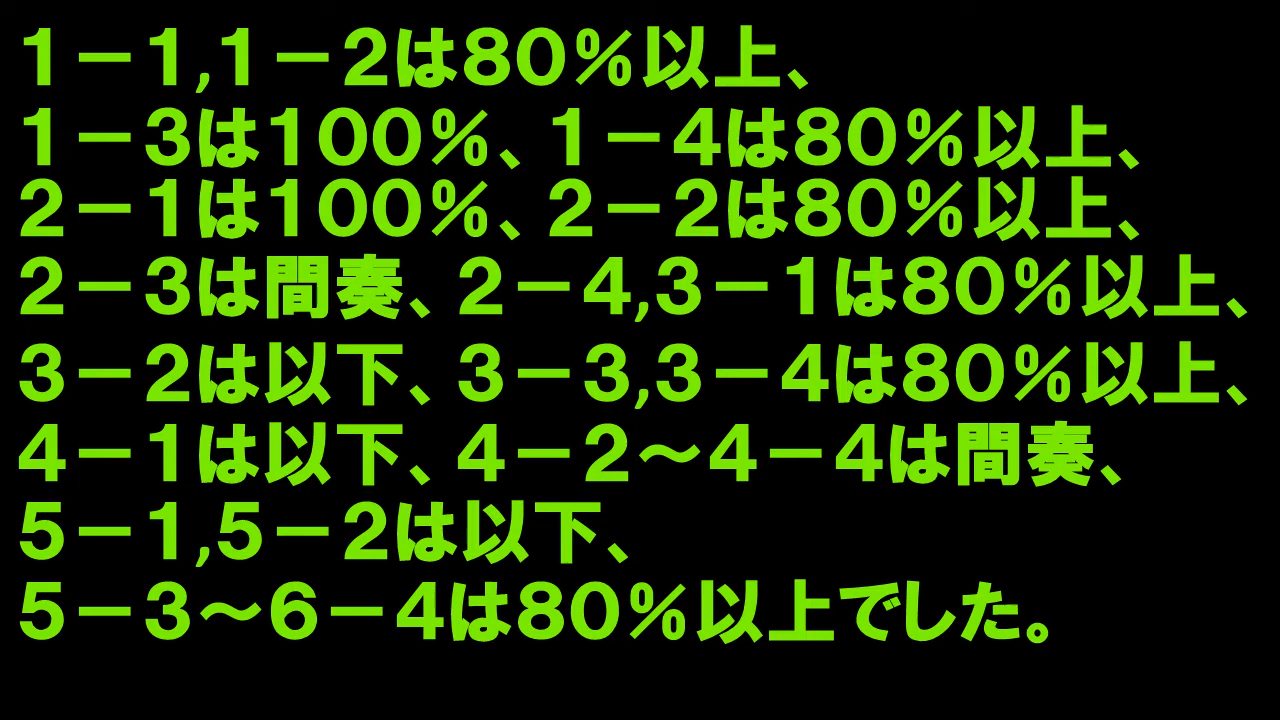 1－1,1－2は80％以上、
1－3は100％、1－4は80％以上、
2－1は100％、2－2は80％以上、
2－3は間奏、2－4,3－1は80％以上、
3－2は以下、3－3,3－4は80％以上、
4－1は以下、4－2～4－4は間奏、
5－1,5－2は以下、
5－3～6－4は80％以上でした。